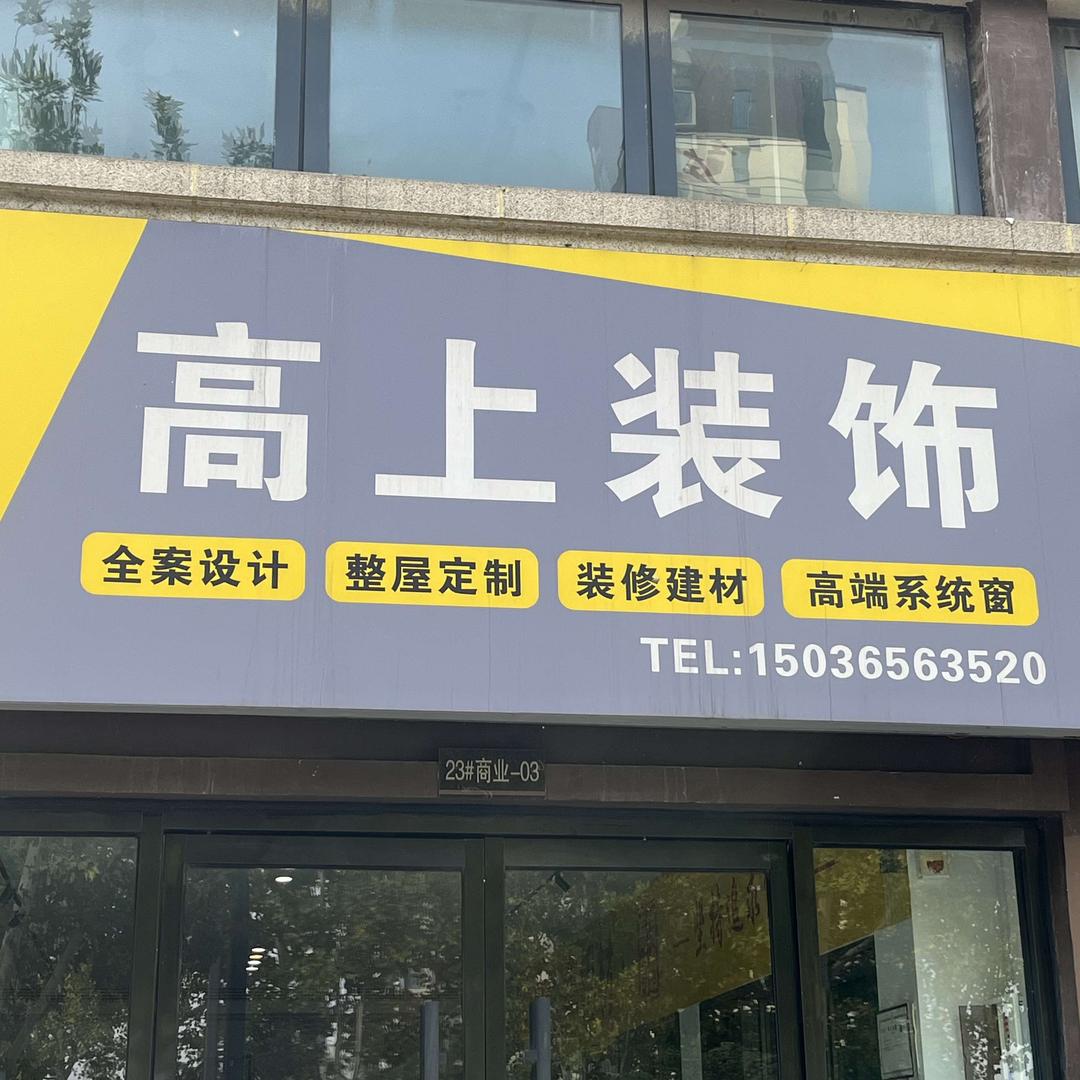 高上装饰
全案设计 整屋定制 装修建材 高端系统窗
TEL:15036563520
23#商业-03